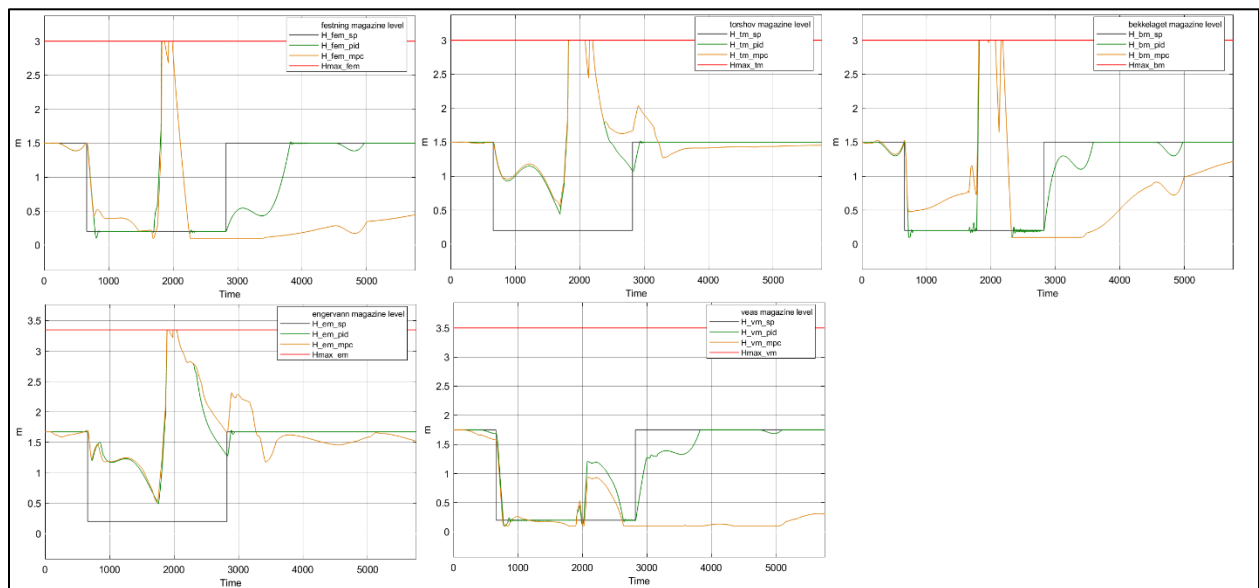 festning magazine level
H_fem_sp
H_fem_pid
H_fem_mpc
Hmax_fem
3
2.5
2
m 1.5
1
0.5
0
0 1000 2000 3000 4000 5000
Time
torshov magazine level
H_tm_sp
H_tm_pid
H_tm_mpc
Hmax_tm
3
2.5
2
m 1.5
1
0.5
0
0 1000 2000 3000 4000 5000
Time
bekkelaget magazine level
H_bm_sp
H_bm_pid
H_bm_mpc
Hmax_bm
3
2.5
2
m 1.5
1
0.5
0
0 1000 2000 3000 4000 5000
Time
engervann magazine level
H_em_sp
H_em_pid
H_em_mpc
Hmax_em
3.5
3
2.5
2
m
1.5
1
0.5
0
0 1000 2000 3000 4000 5000
Time
veas magazine level
H_vm_sp
H_vm_pid
H_vm_mpc
Hmax_vm
3.5
3
2.5
2
m
1.5
1
0.5
0
0 1000 2000 3000 4000 5000
Time